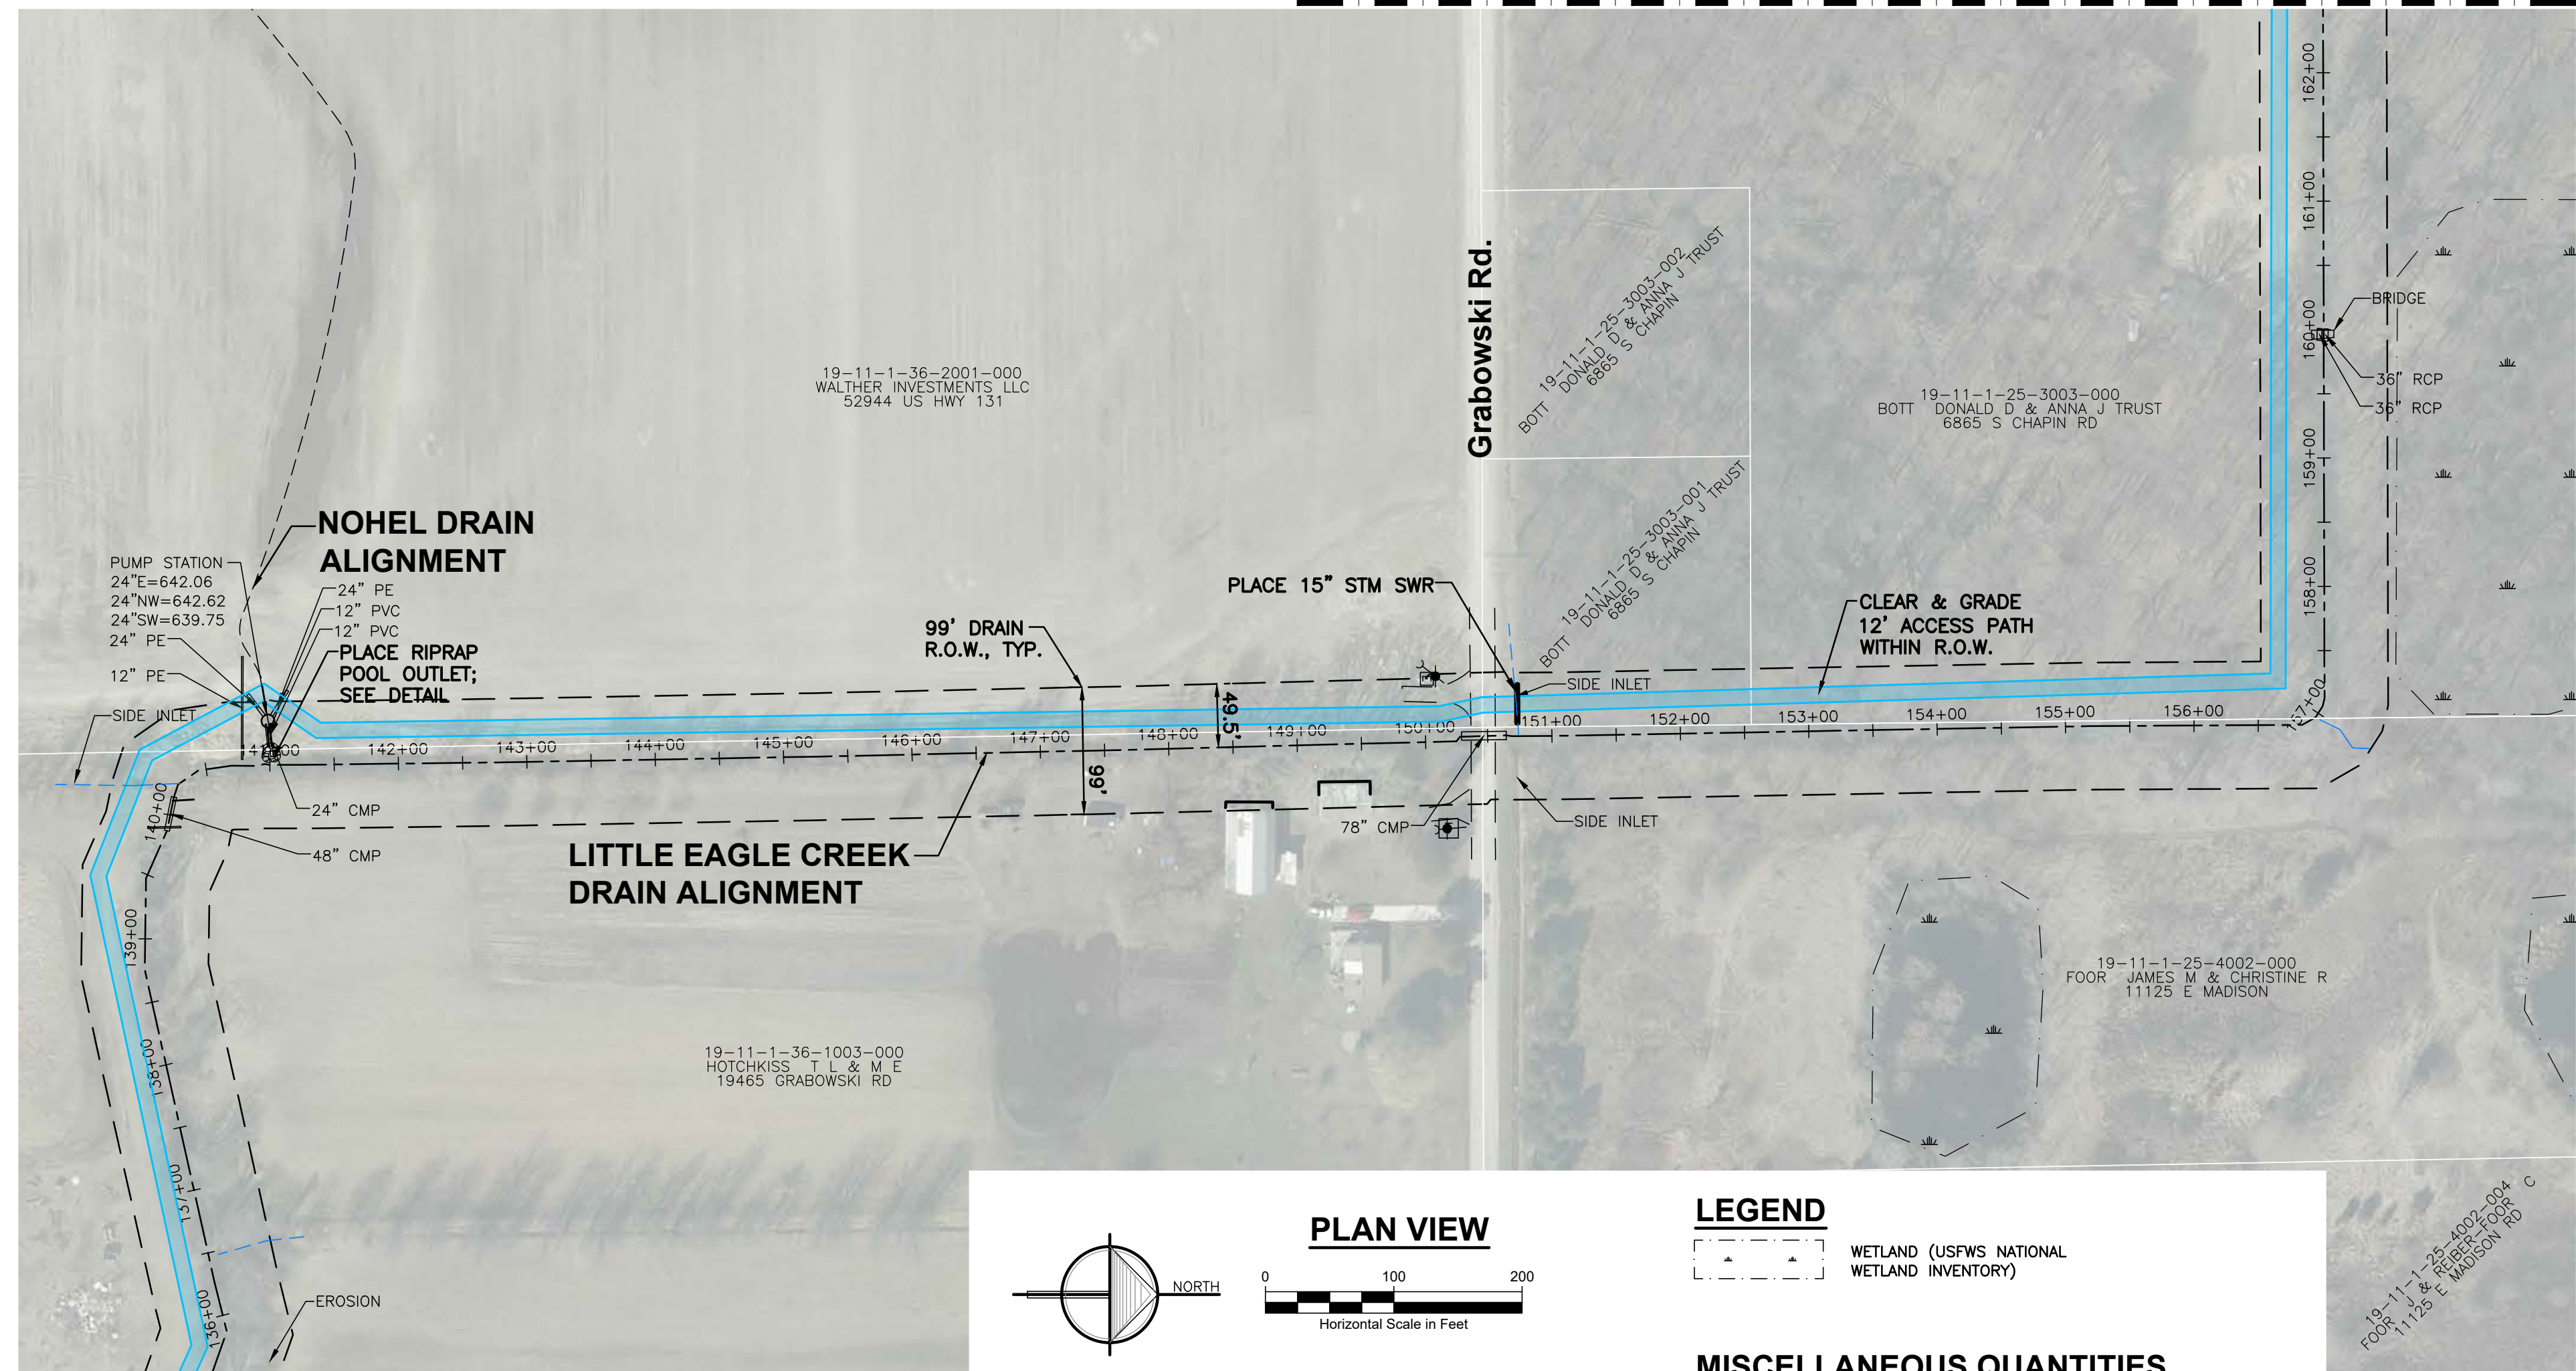 162+00
161+00
160+00
159+00
158+00
157+00
BRIDGE
36" RCP
36" RCP
Grabowski Rd.
19-11-1-25-3003-002
BOTT DONALD D & ANNA J TRUST
6865 S CHAPIN
19-11-1-36-2001-000
WALTHER INVESTMENTS LLC
52944 US HWY 131
19-11-1-25-3003-000
BOTT DONALD D & ANNA J TRUST
6865 S CHAPIN RD
19-11-1-25-3003-001
BOTT DONALD D & ANNA J TRUST
6865 S CHAPIN
NOHEL DRAIN
ALIGNMENT
PUMP STATION
24"E=642.06
24"NW=642.62
24"SW=639.75
24" PE
12" PE
24" PE
12" PVC
12" PVC
PLACE RIPRAP
POOL OUTLET;
SEE DETAIL
SIDE INLET
99' DRAIN
R.O.W., TYP.
49.5'
99'
PLACE 15" STM SWR
SIDE INLET
CLEAR & GRADE
12' ACCESS PATH
WITHIN R.O.W.
141+00
142+00
143+00
144+00
145+00
146+00
147+00
148+00
149+00
150+00
151+00
152+00
153+00
154+00
155+00
156+00
24" CMP
48" CMP
78" CMP
SIDE INLET
LITTLE EAGLE CREEK
DRAIN ALIGNMENT
140+00
139+00
138+00
137+00
136+00
19-11-1-25-4002-000
FOOR JAMES M & CHRISTINE R
11125 E MADISON
19-11-1-36-1003-000
HOTCHKISS T L & M E
19465 GRABOWSKI RD
19-11-1-25-4002-004
FOOR J & REIBER-FOOR C
11125 E MADISON RD
EROSION
NORTH
PLAN VIEW
0 100 200
Horizontal Scale in Feet
LEGEND
WETLAND (USFWS NATIONAL
WETLAND INVENTORY)
MISCELLANEOUS QUANTITIES